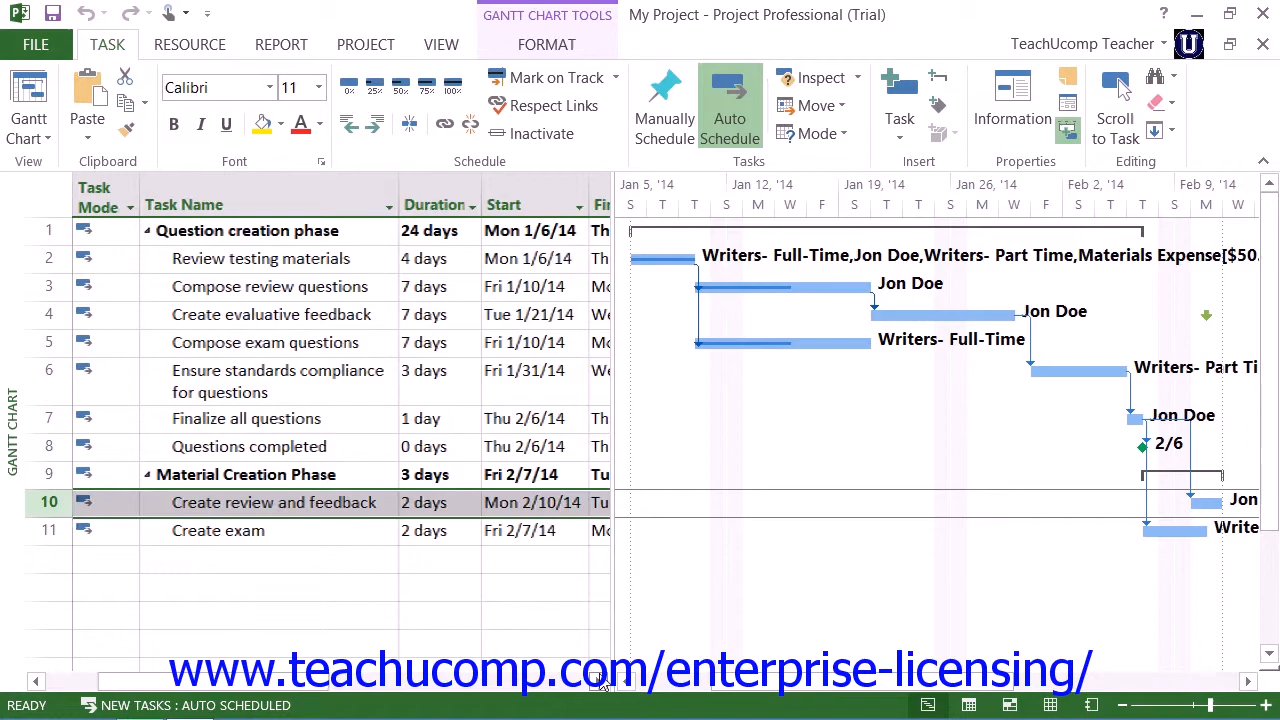 GANTT CHART TOOLS
My Project - Project Professional (Trial)
FILE TASK RESOURCE REPORT PROJECT VIEW FORMAT TeachUcomp Teacher U
Gantt Chart
View
Paste
Clipboard
Calibri 11
B I U A
Font
0% 25% 50% 75% 100%
Mark on Track
Respect Links
Inactivate
Schedule
Manually Schedule
Auto Schedule
Inspect
Move
Mode
Tasks
Task
Insert
Information
Properties
Scroll to Task
Editing
Task Mode Task Name Duration Start Fin
Jan 5, '14 Jan 12, '14 Jan 19, '14 Jan 26, '14 Feb 2, '14 Feb 9, '14
S T T S M W F S T T S M W F S T T S M W
1 Question creation phase 24 days Mon 1/6/14 Th
2 Review testing materials 4 days Mon 1/6/14 Th Writers- Full-Time,Jon Doe,Writers- Part Time,Materials Expense[$50.
3 Compose review questions 7 days Fri 1/10/14 Mo Jon Doe
4 Create evaluative feedback 7 days Tue 1/21/14 We Jon Doe
5 Compose exam questions 7 days Fri 1/10/14 Mo Writers- Full-Time
6 Ensure standards compliance for questions 3 days Fri 1/31/14 We Writers- Part Ti
7 Finalize all questions 1 day Thu 2/6/14 Th Jon Doe
8 Questions completed 0 days Thu 2/6/14 Th 2/6
9 Material Creation Phase 3 days Fri 2/7/14 Tu
10 Create review and feedback 2 days Mon 2/10/14 Tu Jon
11 Create exam 2 days Fri 2/7/14 Mo Write
GANTT CHART
www.teachucomp.com/enterprise-licensing/
READY NEW TASKS : AUTO SCHEDULED